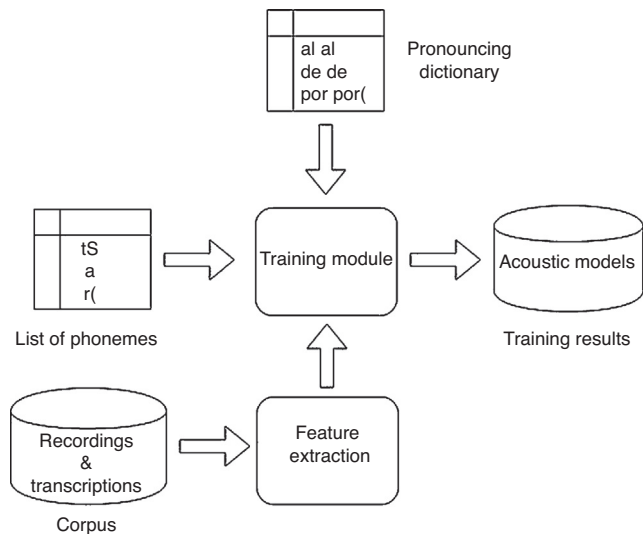 al al
de de
por por(
Pronouncing
dictionary
tS
a
r(
List of phonemes
Training module
Acoustic models
Training results
Recordings
&
transcriptions
Corpus
Feature
extraction